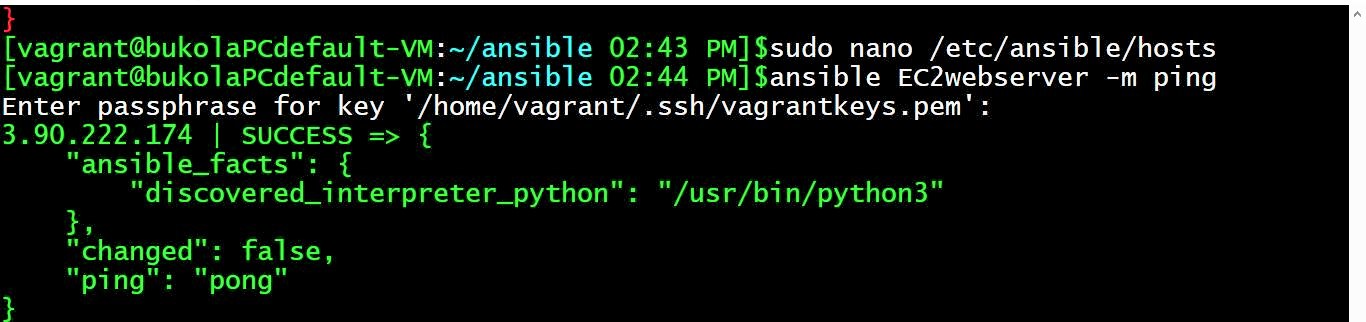 }
[vagrant@bukolaPCdefault-VM:~/ansible 02:43 PM]$sudo nano /etc/ansible/hosts
[vagrant@bukolaPCdefault-VM:~/ansible 02:44 PM]$ansible EC2webserver -m ping
Enter passphrase for key '/home/vagrant/.ssh/vagrantkeys.pem':
3.90.222.174 | SUCCESS => {
    "ansible_facts": {
        "discovered_interpreter_python": "/usr/bin/python3"
    },
    "changed": false,
    "ping": "pong"
}